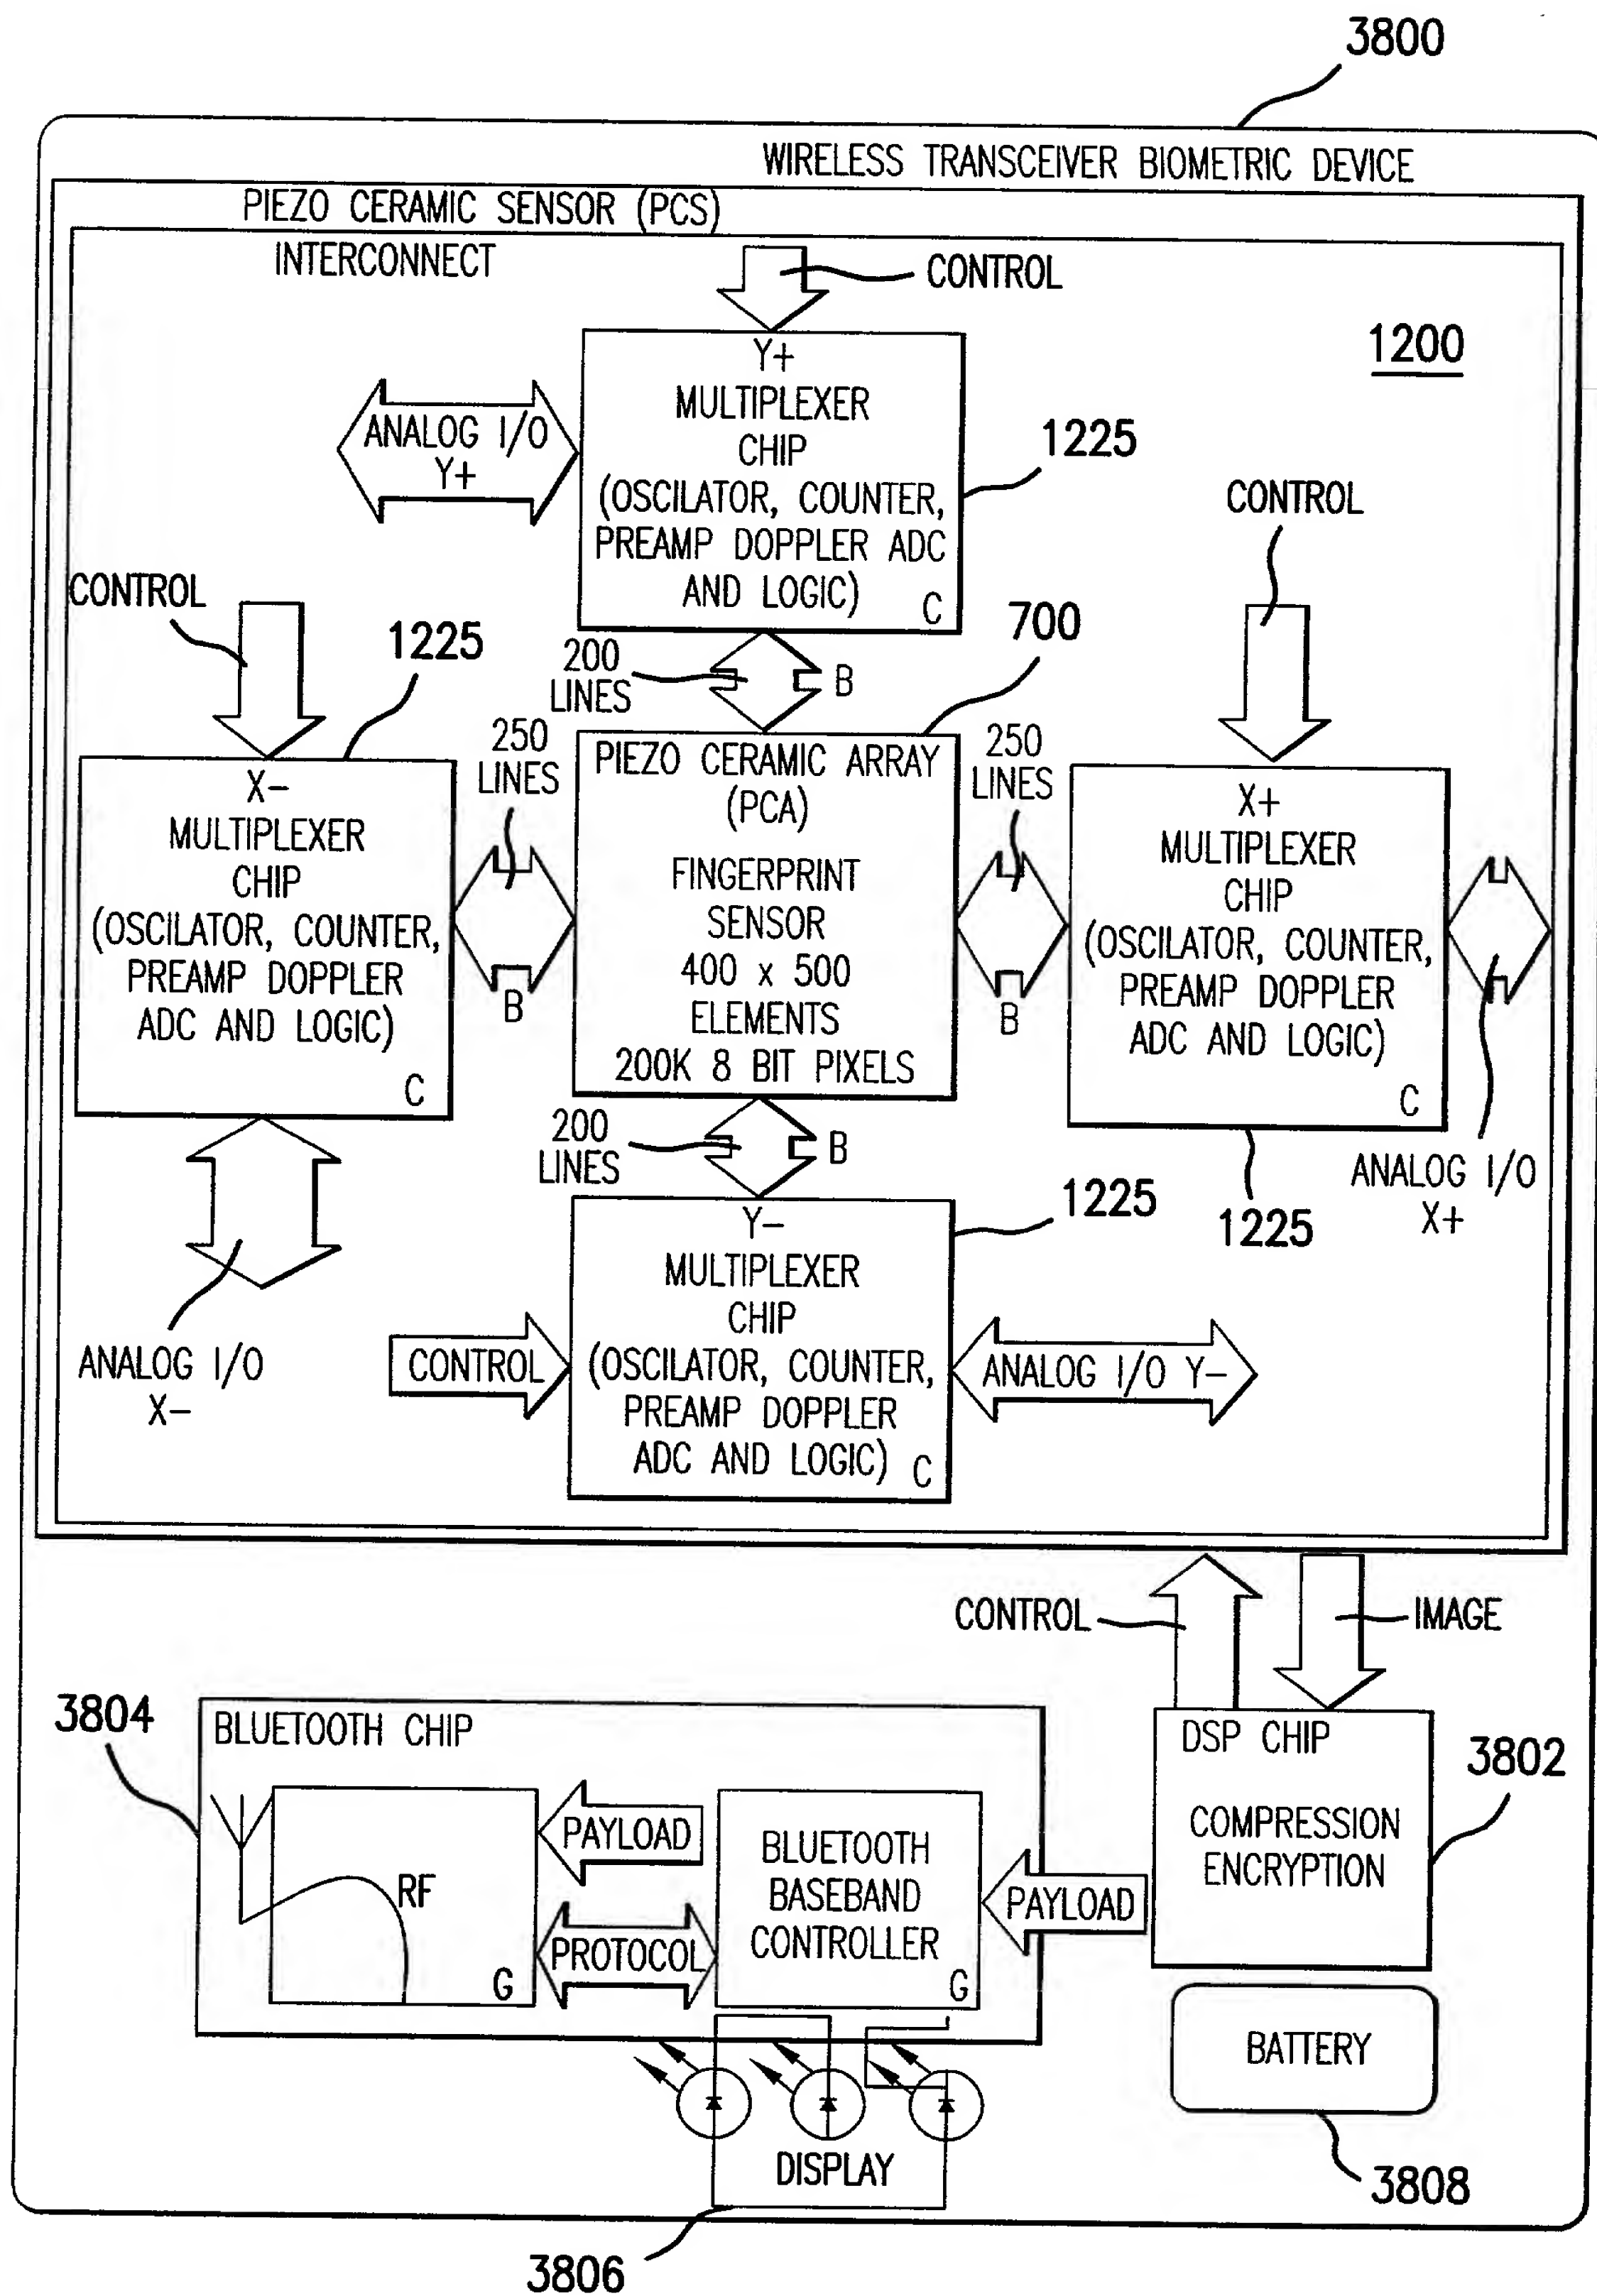 3800
WIRELESS TRANSCEIVER BIOMETRIC DEVICE
PIEZO CERAMIC SENSOR (PCS)
INTERCONNECT
CONTROL
1200
Y+
MULTIPLEXER
CHIP
(OSCILATOR, COUNTER,
PREAMP DOPPLER ADC
AND LOGIC)
C
ANALOG I/O
Y+
1225
CONTROL
CONTROL
1225
200
LINES
B
700
X-
MULTIPLEXER
CHIP
(OSCILATOR, COUNTER,
PREAMP DOPPLER
ADC AND LOGIC)
C
250
LINES
B
PIEZO CERAMIC ARRAY
(PCA)
FINGERPRINT
SENSOR
400 x 500
ELEMENTS
200K 8 BIT PIXELS
250
LINES
B
X+
MULTIPLEXER
CHIP
(OSCILATOR, COUNTER,
PREAMP DOPPLER
ADC AND LOGIC)
C
200
LINES
B
1225
1225
ANALOG I/O
X+
ANALOG I/O
X-
CONTROL
Y-
MULTIPLEXER
CHIP
(OSCILATOR, COUNTER,
PREAMP DOPPLER
ADC AND LOGIC)
C
ANALOG I/O Y-
CONTROL
IMAGE
3804
BLUETOOTH CHIP
RF
G
PAYLOAD
PROTOCOL
BLUETOOTH
BASEBAND
CONTROLLER
G
PAYLOAD
DSP CHIP
COMPRESSION
ENCRYPTION
3802
BATTERY
3808
DISPLAY
3806